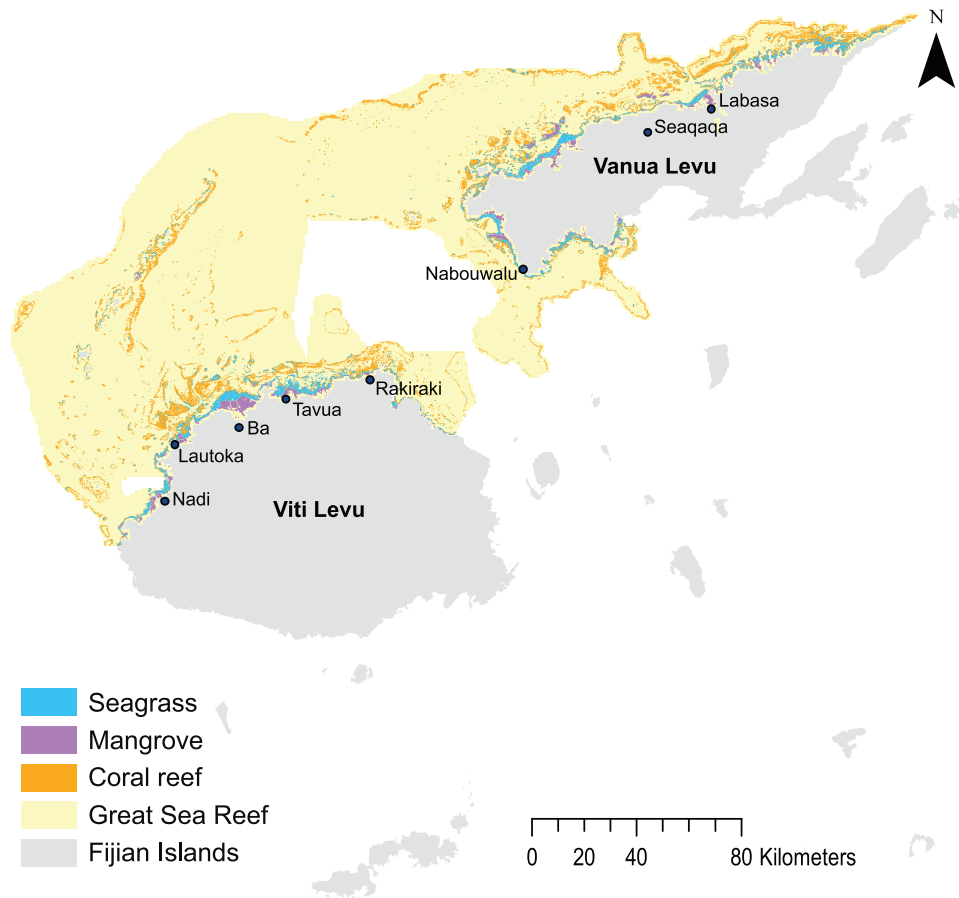 N
Labasa
Seaqaqa
Vanua Levu
Nabouwalu
Rakiraki
Tavua
Ba
Lautoka
Nadi
Viti Levu
Seagrass
Mangrove
Coral reef
Great Sea Reef
Fijian Islands
0 20 40 80 Kilometers